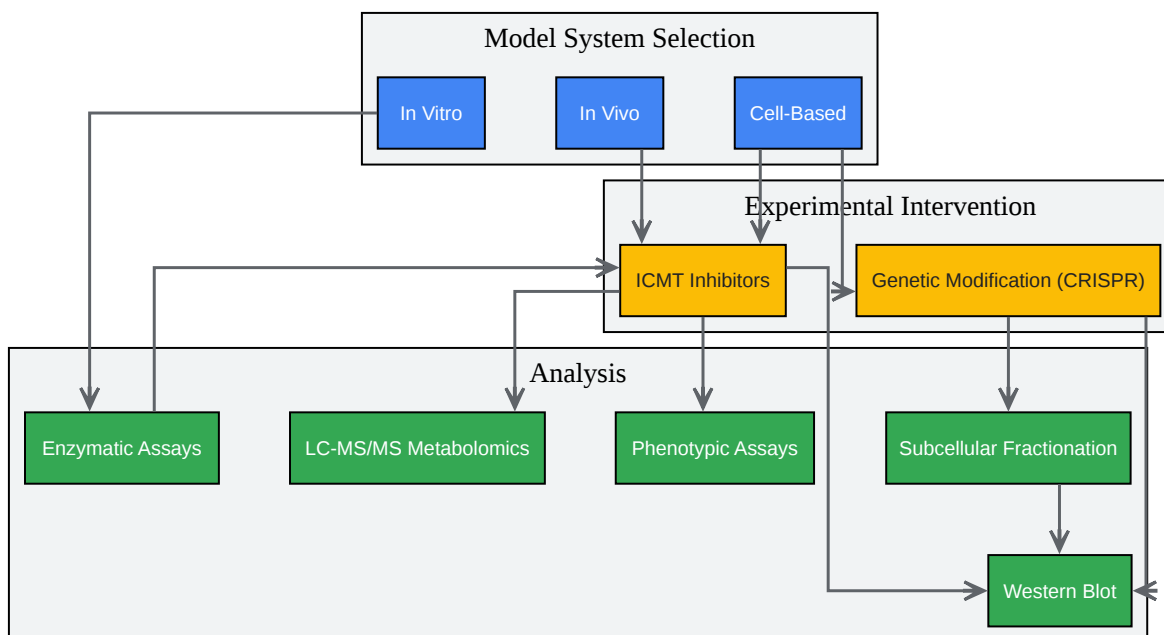 Model System Selection
In Vitro
In Vivo
Cell-Based
Experimental Intervention
ICMT Inhibitors
Genetic Modification (CRISPR)
Analysis
Enzymatic Assays
LC-MS/MS Metabolomics
Phenotypic Assays
Subcellular Fractionation
Western Blot